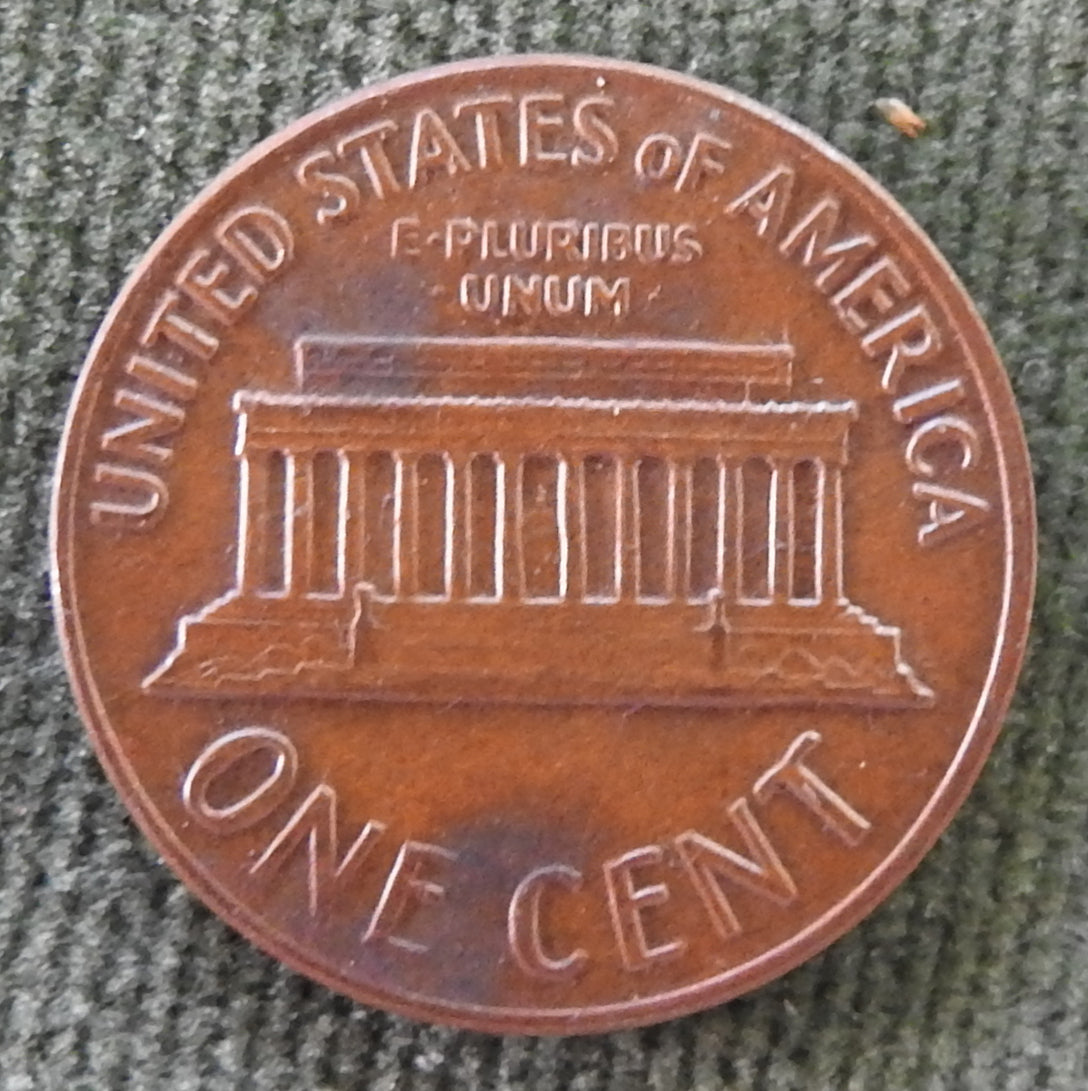 UNITED STATES OF AMERICA
E·PLURIBUS
UNUM
ONE CENT